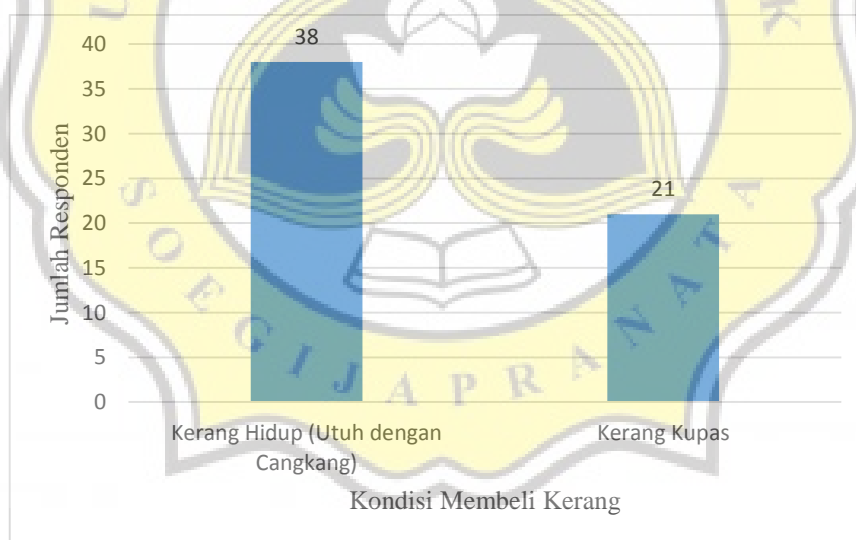 40
38
35
30
25
21
20
15
10
5
0
Jumlah Responden
Kerang Hidup (Utuh dengan
Cangkang)
Kerang Kupas
Kondisi Membeli Kerang
SOEGIJAPRANATA